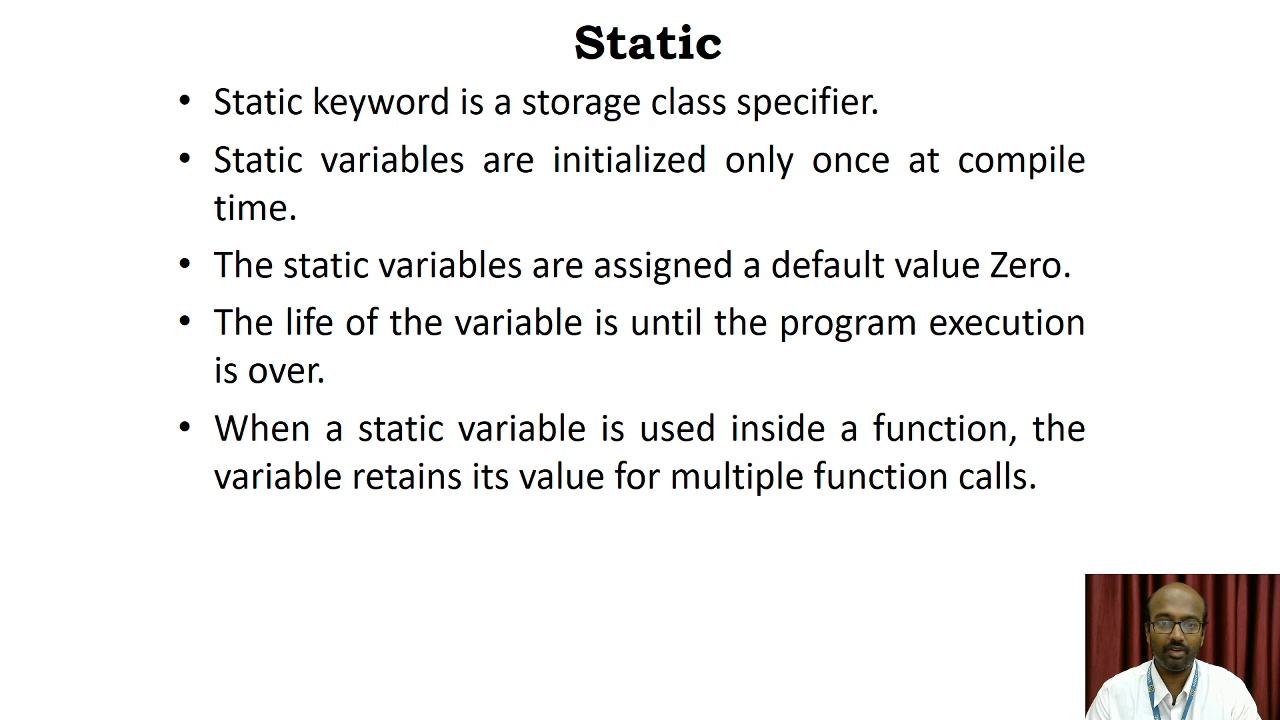 Static
• Static keyword is a storage class specifier.
• Static variables are initialized only once at compile
time.
• The static variables are assigned a default value Zero.
• The life of the variable is until the program execution
is over.
• When a static variable is used inside a function, the
variable retains its value for multiple function calls.